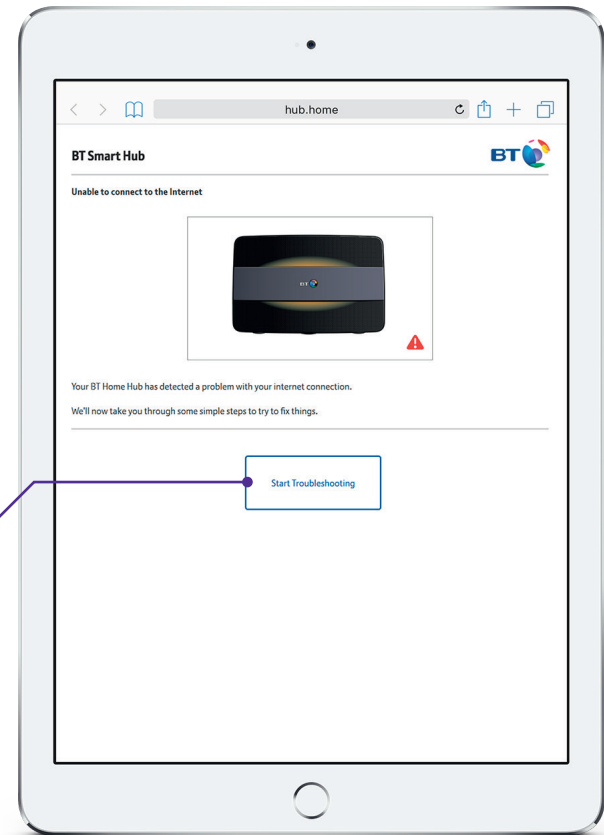 hub.home
BT Smart Hub
BT
Unable to connect to the Internet
BT
Your BT Home Hub has detected a problem with your internet connection.
We'll now take you through some simple steps to try to fix things.
Start Troubleshooting